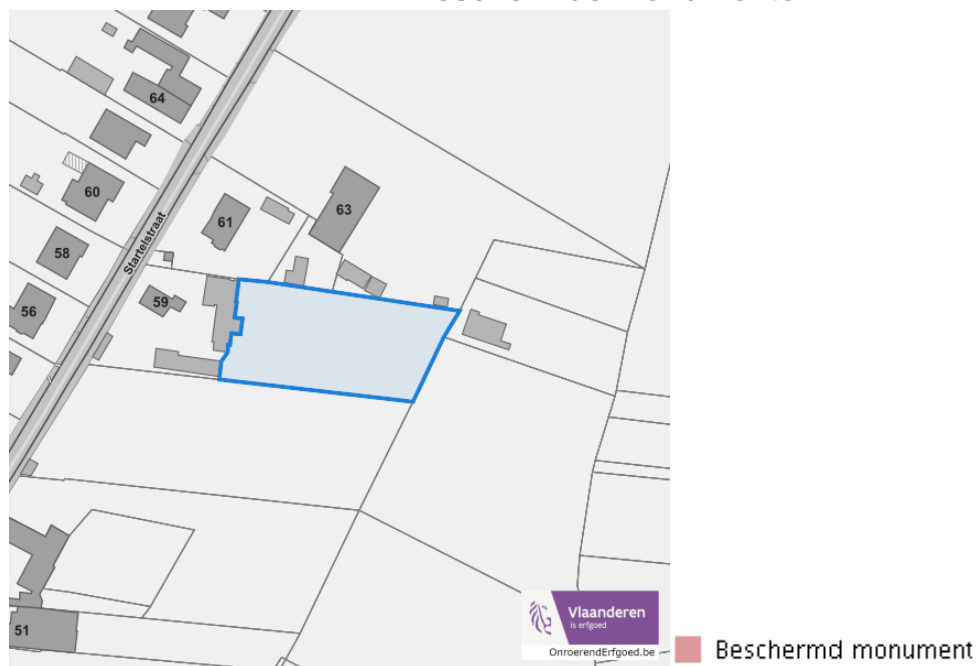 64
60
61
63
58
Startelstraat
59
56
51
Vlaanderen
is erfgoed
OnroerendErfgoed.be
Beschermd monument